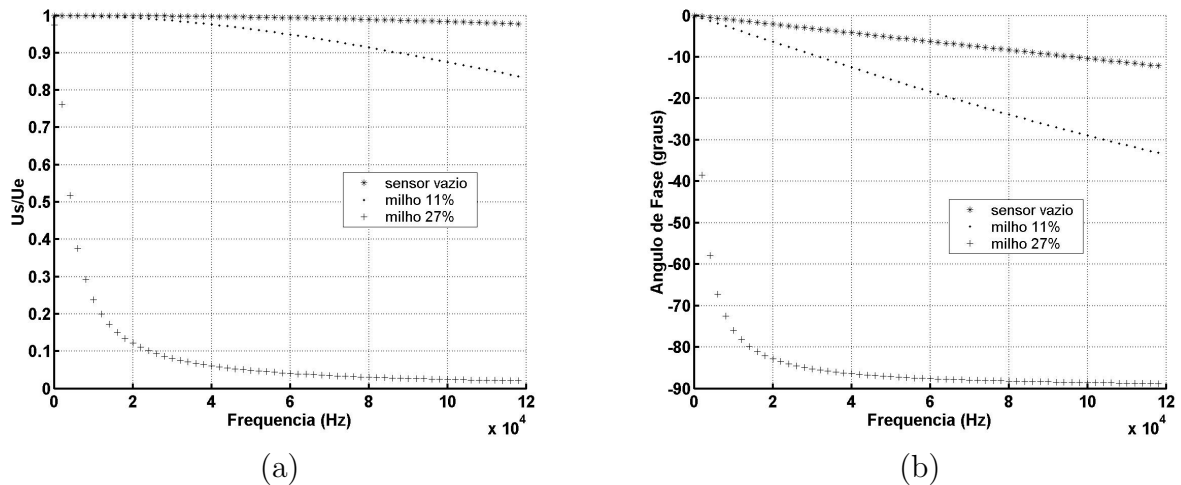 1
0.9
0.8
0.7
0.6
0.5
0.4
0.3
0.2
0.1
0
Us/Ue
sensor vazio
milho 11%
milho 27%
0 2 4 6 8 10 12
Frequencia (Hz)
x 10^4
(a)
0
-10
-20
-30
-40
-50
-60
-70
-80
-90
Angulo de Fase (graus)
sensor vazio
milho 11%
milho 27%
0 2 4 6 8 10 12
Frequencia (Hz)
x 10^4
(b)